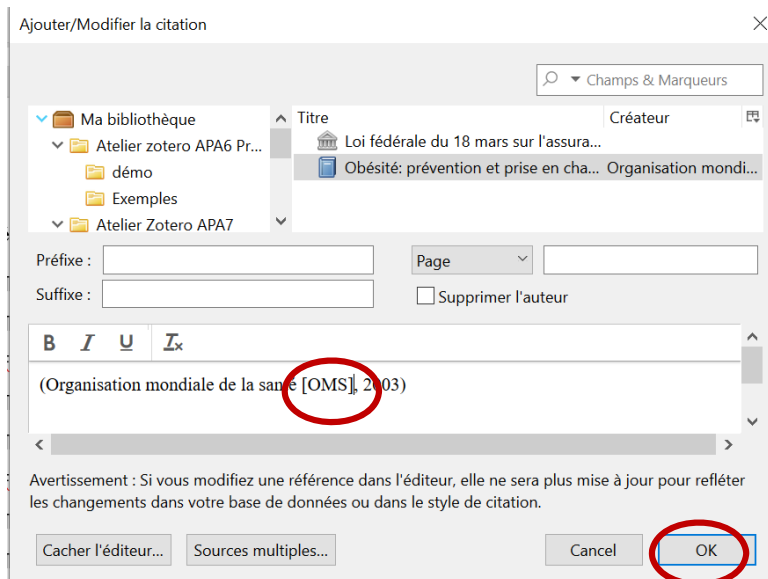 Ajouter/Modifier la citation
Champs & Marqueurs
Ma bibliothèque
Atelier zotero APA6 Pr...
démo
Exemples
Atelier Zotero APA7
Titre Créateur
Loi fédérale du 18 mars sur l'assura...
Obésité: prévention et prise en cha... Organisation mondi...
Préfixe :
Page
Suffixe :
Supprimer l'auteur
B I U Tx
(Organisation mondiale de la santé [OMS], 2003)
Avertissement : Si vous modifiez une référence dans l'éditeur, elle ne sera plus mise à jour pour refléter
les changements dans votre base de données ou dans le style de citation.
Cacher l'éditeur... Sources multiples... Cancel OK